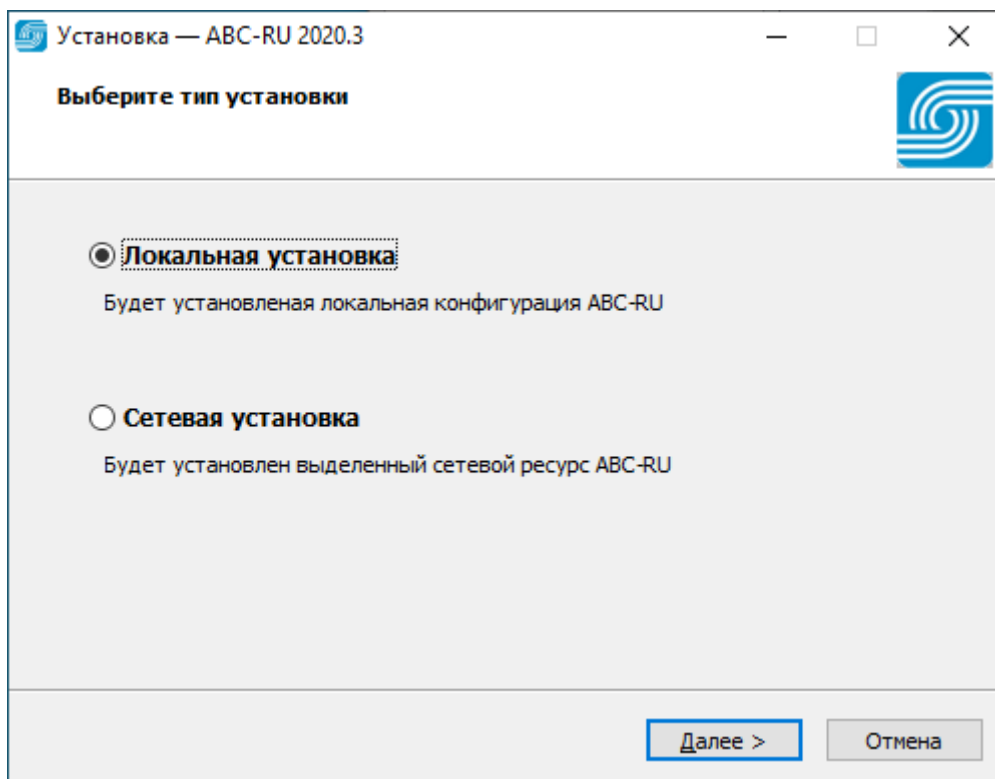 Установка — ABC-RU 2020.3
Выберите тип установки
Локальная установка
Будет установленая локальная конфигурация ABC-RU
Сетевая установка
Будет установлен выделенный сетевой ресурс ABC-RU
Далее >
Отмена